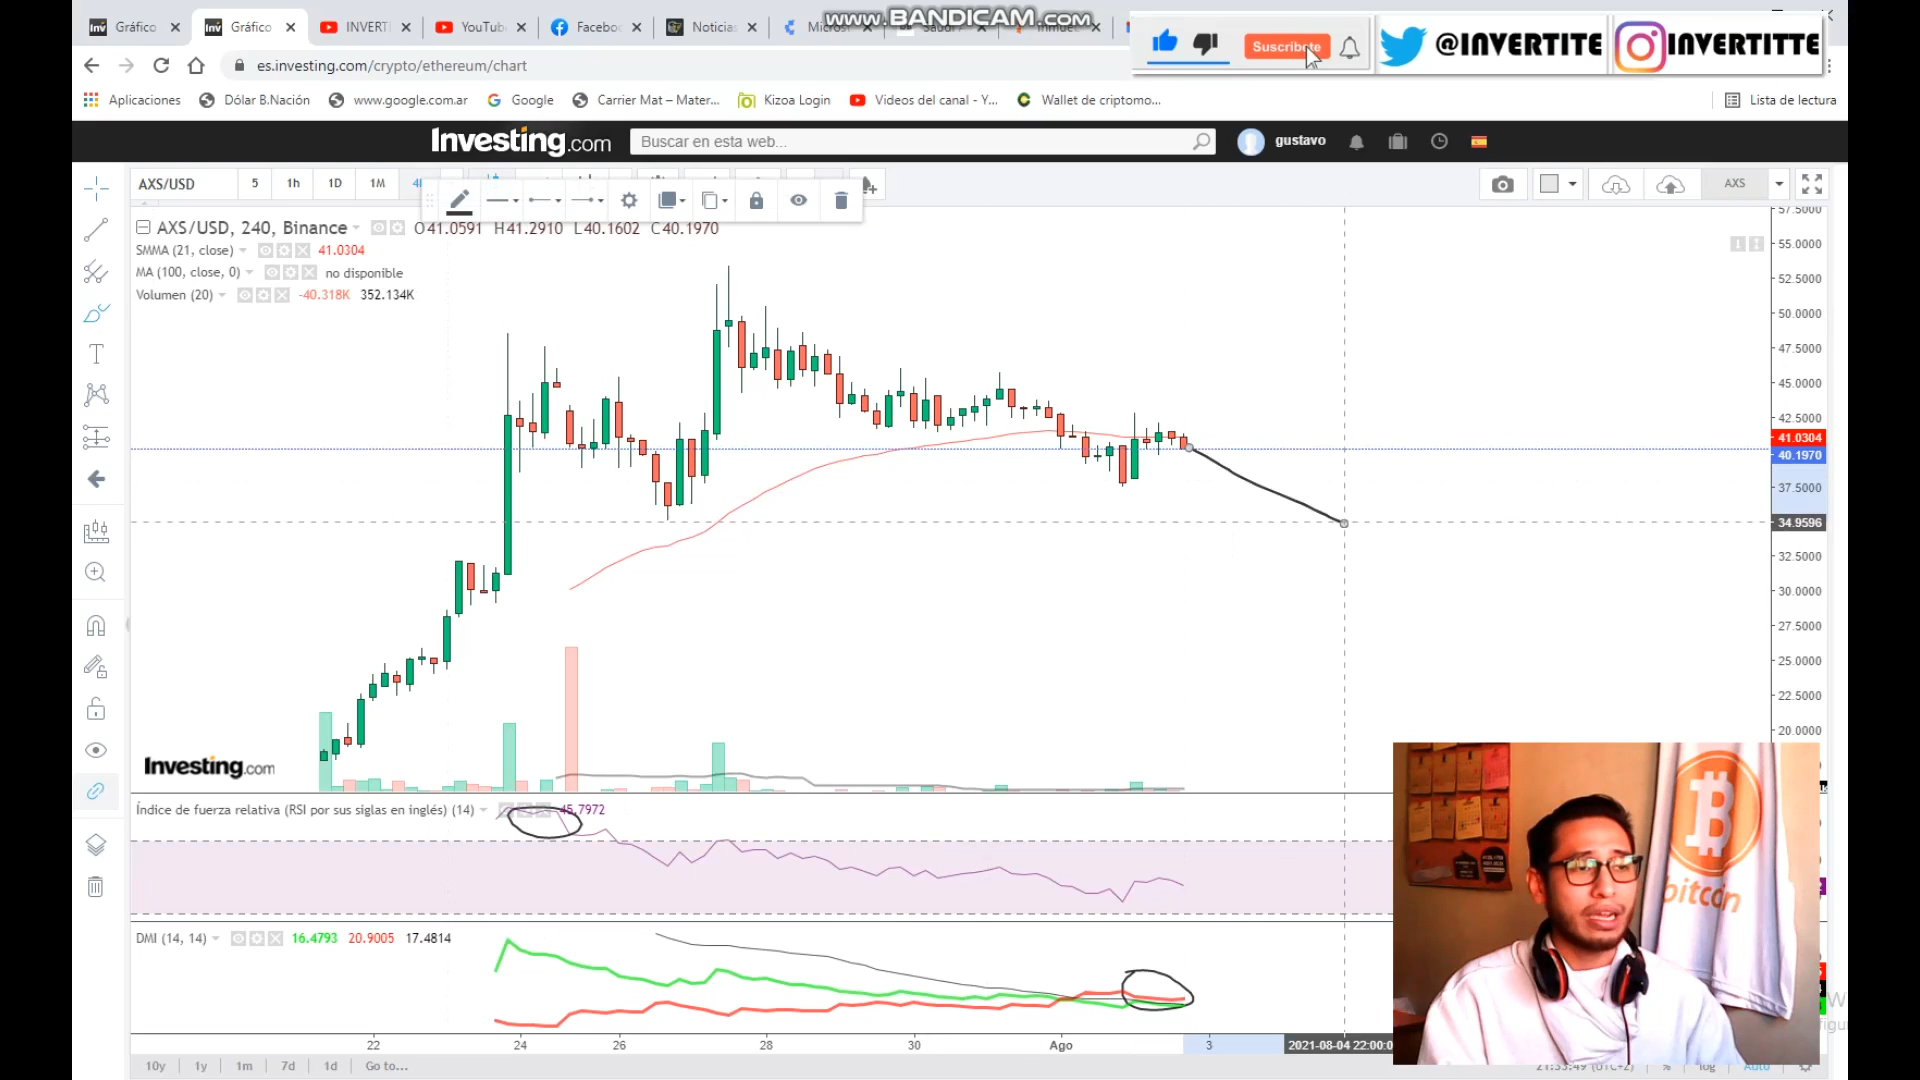 Gráfico
Gráfico
INVERTI
YouTub
Facebo
Noticias
www.BANDICAM.com
Suscribete
@INVERTITE
INVERTITTE
es.investing.com/crypto/ethereum/chart
Aplicaciones
Dólar B.Nación
www.google.com.ar
Google
Carrier Mat – Mater...
Kizoa Login
Videos del canal - Y...
Wallet de criptomo...
Lista de lectura
Investing.com
Buscar en esta web...
gustavo
AXS/USD
5
1h
1D
1M
AXS
AXS/USD, 240, Binance
O41.0591 H41.2910 L40.1602 C40.1970
SMMA (21, close)
41.0304
MA (100, close, 0)
no disponible
Volumen (20)
-40.318K 352.134K
57.5000
55.0000
52.5000
50.0000
47.5000
45.0000
42.5000
41.0304
40.1970
37.5000
34.9596
32.5000
30.0000
27.5000
25.0000
22.5000
20.0000
Investing.com
Índice de fuerza relativa (RSI por sus siglas en inglés) (14)
45.7972
bitcoin
DMI (14, 14)
16.4793 20.9005 17.4814
22
24
26
28
30
Ago
3
2021-08-04 22:00:0
10y
1y
1m
7d
1d
Go to...
%
log
Auto